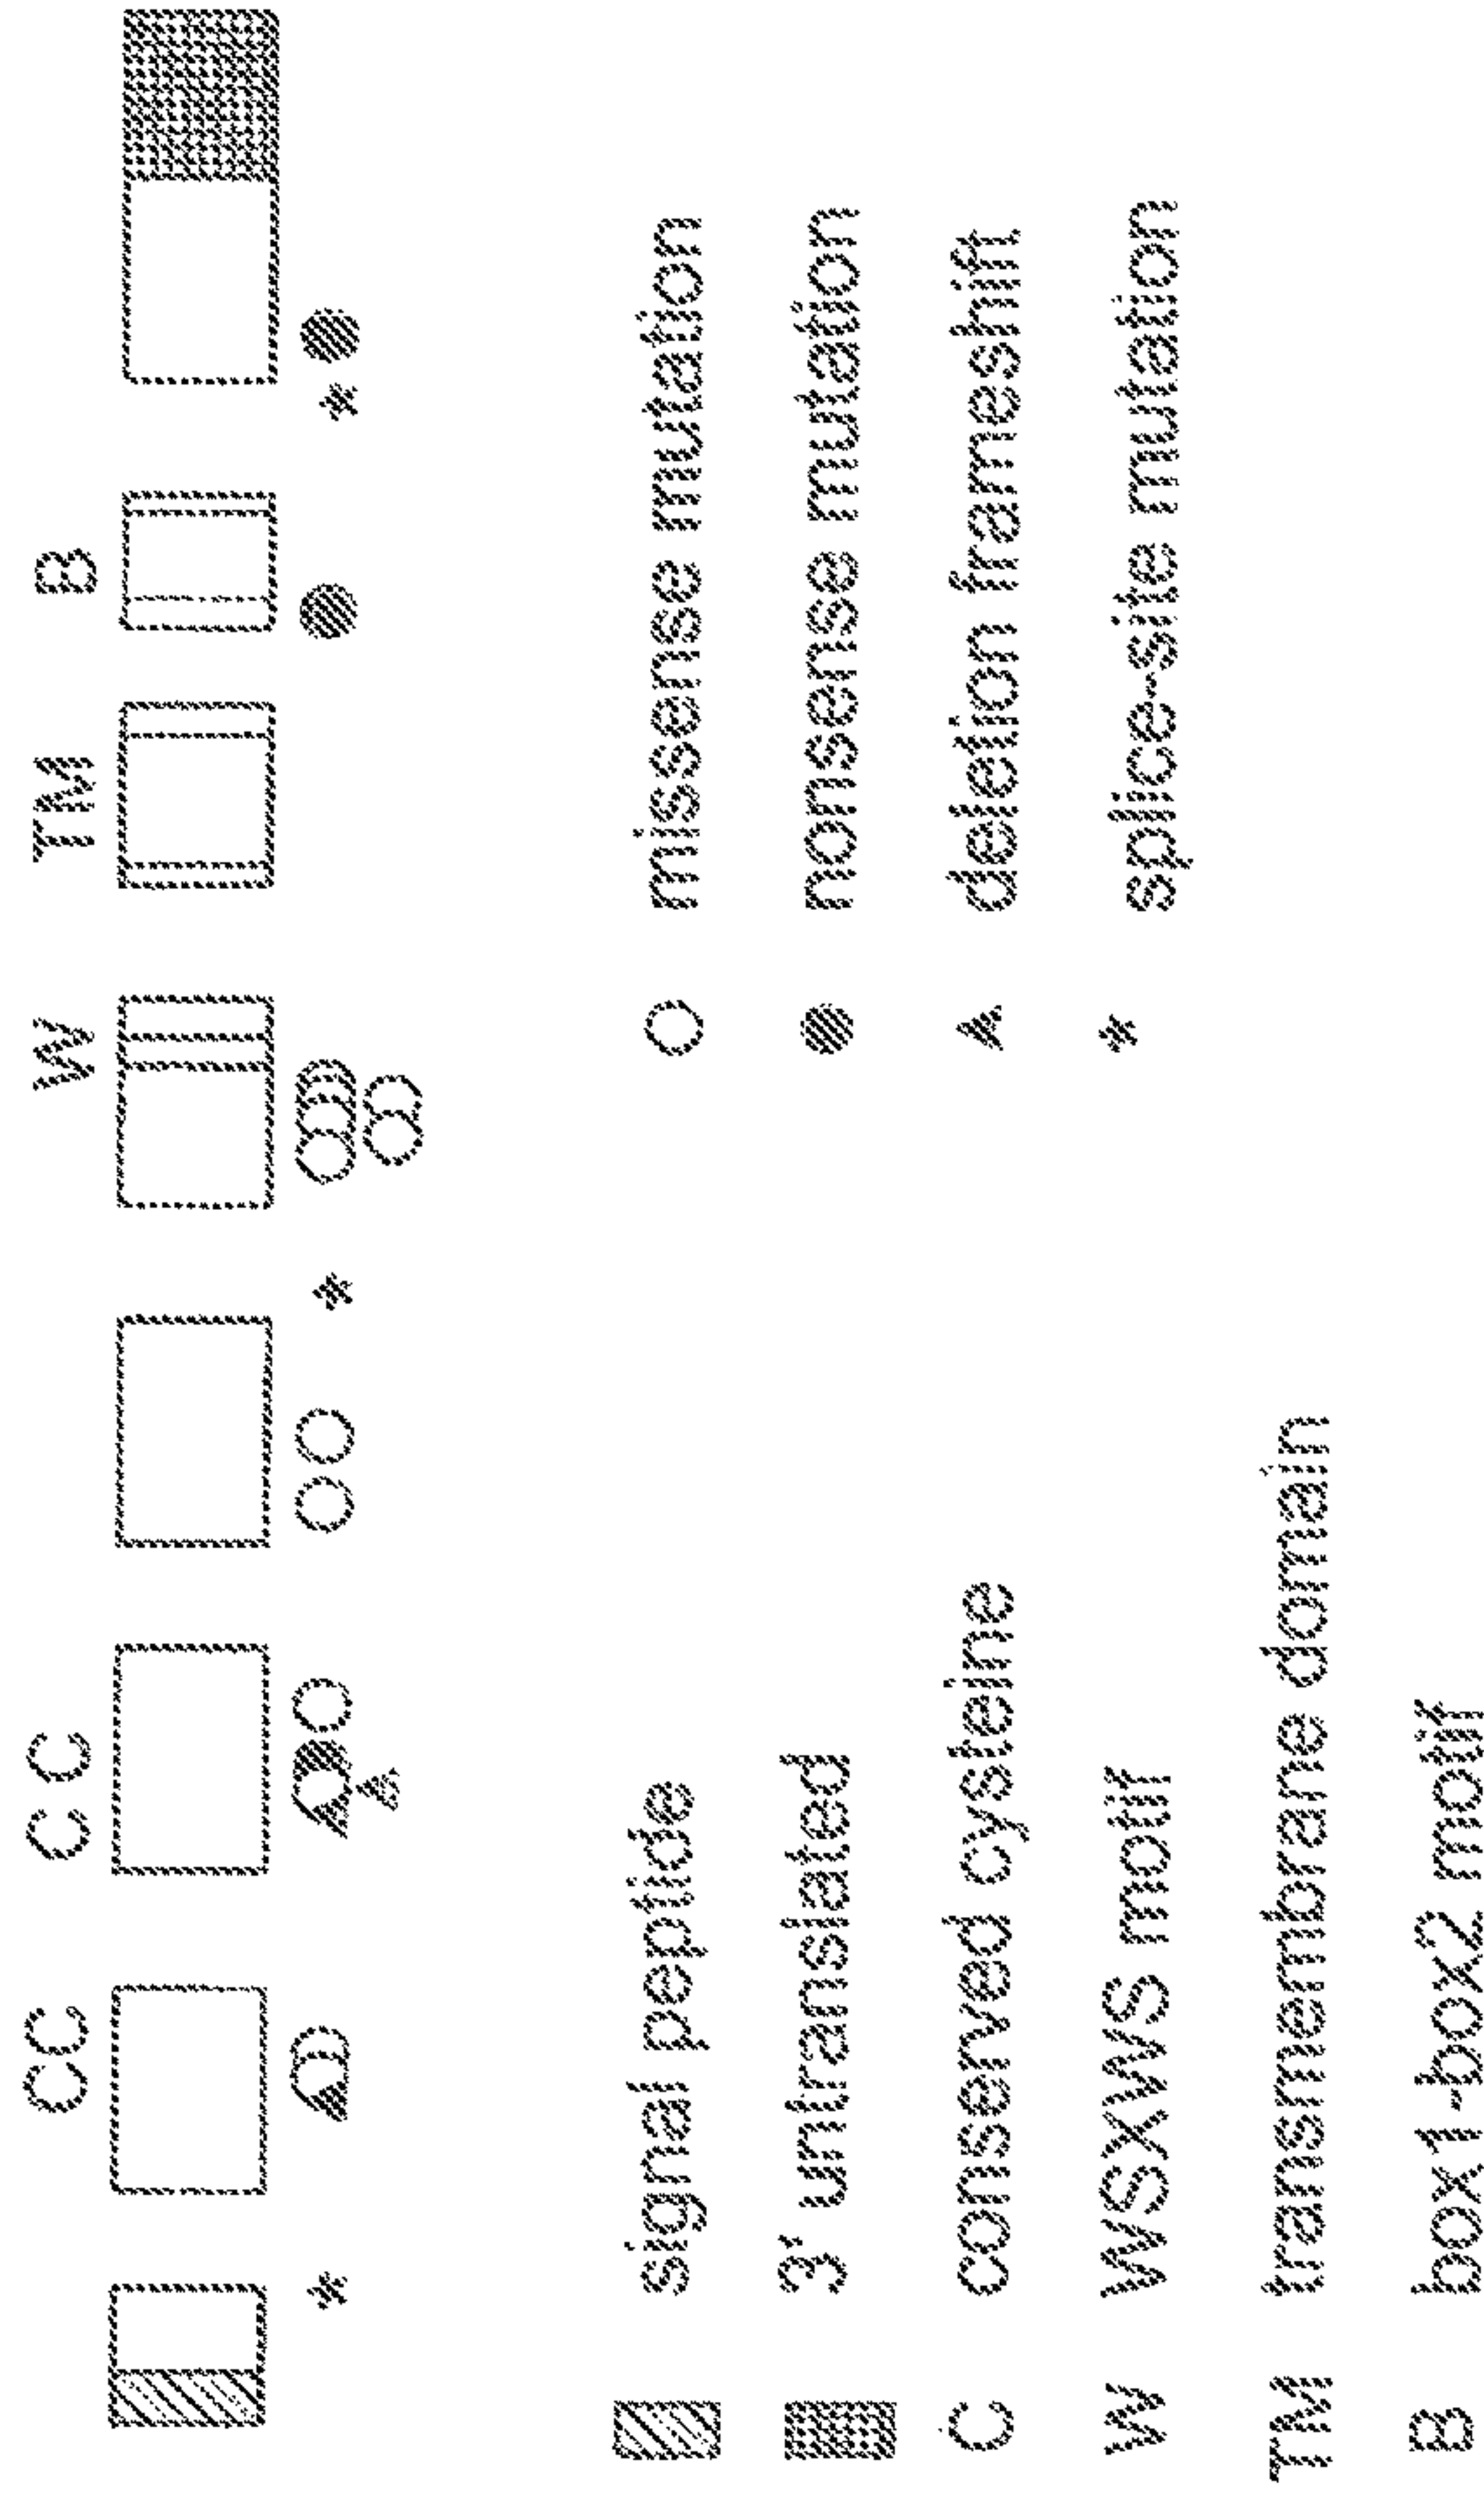 CC C C W TM B
signal peptide
3' untranslated
C conserved cysteine
W WSXWS motif
TM transmembrane domain
B box1-box2 motif
missense mutation
nonsense mutation
deletion frameshift
* splice-site mutation